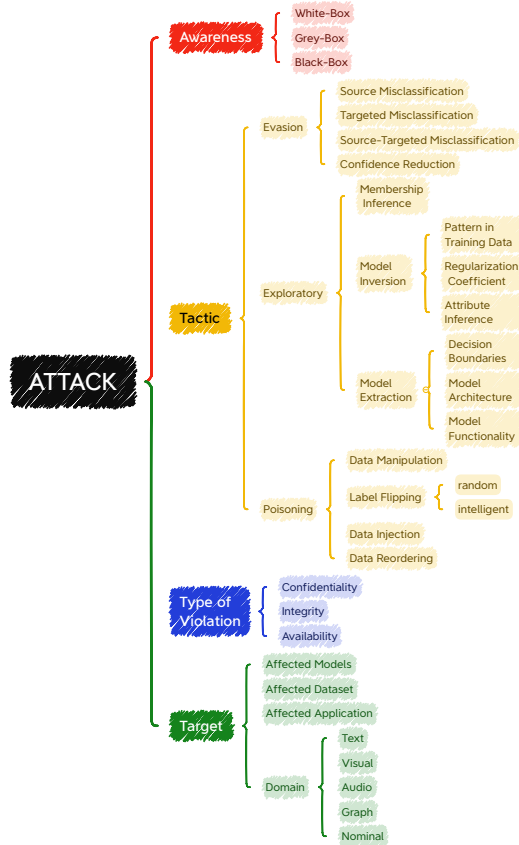 White-Box
Awareness
Grey-Box
Black-Box
Source Misclassification
Targeted Misclassification
Evasion
Source-Targeted Misclassification
Confidence Reduction
Membership
Inference
Pattern in
Training Data
Model
Inversion
Regularization
Coefficient
Exploratory
Attribute
Inference
Tactic
Decision
Boundaries
ATTACK
Model
Extraction
Model
Architecture
Model
Functionality
Data Manipulation
random
Label Flipping
intelligent
Poisoning
Data Injection
Data Reordering
Confidentiality
Type of
Violation
Integrity
Availability
Affected Models
Affected Dataset
Affected Application
Target
Text
Visual
Domain
Audio
Graph
Nominal